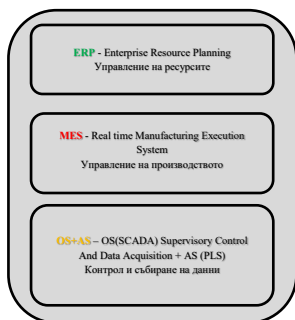 ERP - Enterprise Resource Planning
Управление на ресурсите
MES - Real time Manufacturing Execution
System
Управление на производството
OS+AS – OS(SCADA) Supervisory Control
And Data Acquisition + AS (PLS)
Контрол и събиране на данни